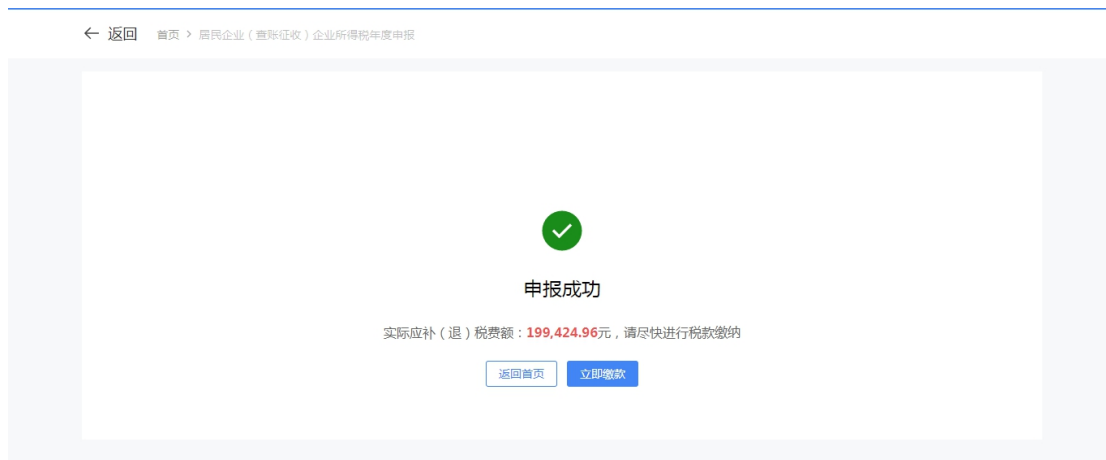 ← 返回 首页 > 居民企业（查账征收）企业所得税年度申报
申报成功
实际应补（退）税费额：199,424.96元，请尽快进行税款缴纳
返回首页 立即缴款